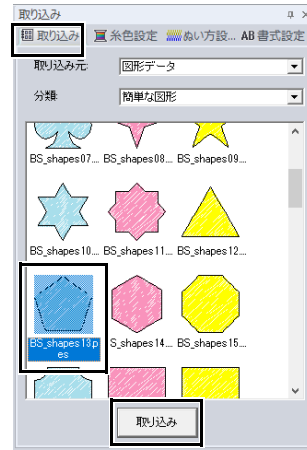 取り込み
取り込み 糸色設定 ぬい方設... AB 書式設定
取り込み元: 図形データ
分類: 簡単な図形
BS_shapes07... BS_shapes08... BS_shapes09...
BS_shapes10... BS_shapes11... BS_shapes12...
BS_shapes13.p
es
S_shapes14... BS_shapes15...
取り込み